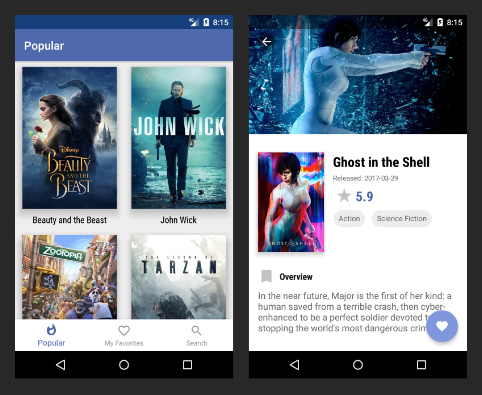 8:15
Popular
Disney
BEAUTY
AND THE
BEAST
JOHN WICK
Beauty and the Beast
John Wick
ZOOTOPIA
THE LEGEND OF
TARZAN
Popular
My Favorites
Search
8:15
Ghost in the Shell
Released: 2017-03-29
5.9
Action
Science Fiction
GHOST IN THE SHELL
Overview
In the near future, Major is the first of her kind: a
human saved from a terrible crash, then cyber-
enhanced to be a perfect soldier devoted to
stopping the world's most dangerous